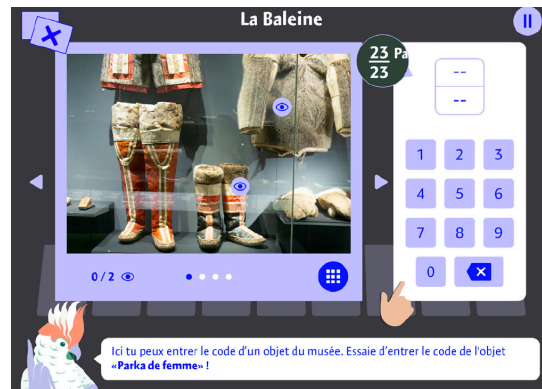 La Baleine
23 Pa
23
--
--
1 2 3
4 5 6
7 8 9
0
0 / 2
Ici tu peux entrer le code d'un objet du musée. Essaie d'entrer le code de l'objet
«Parka de femme» !